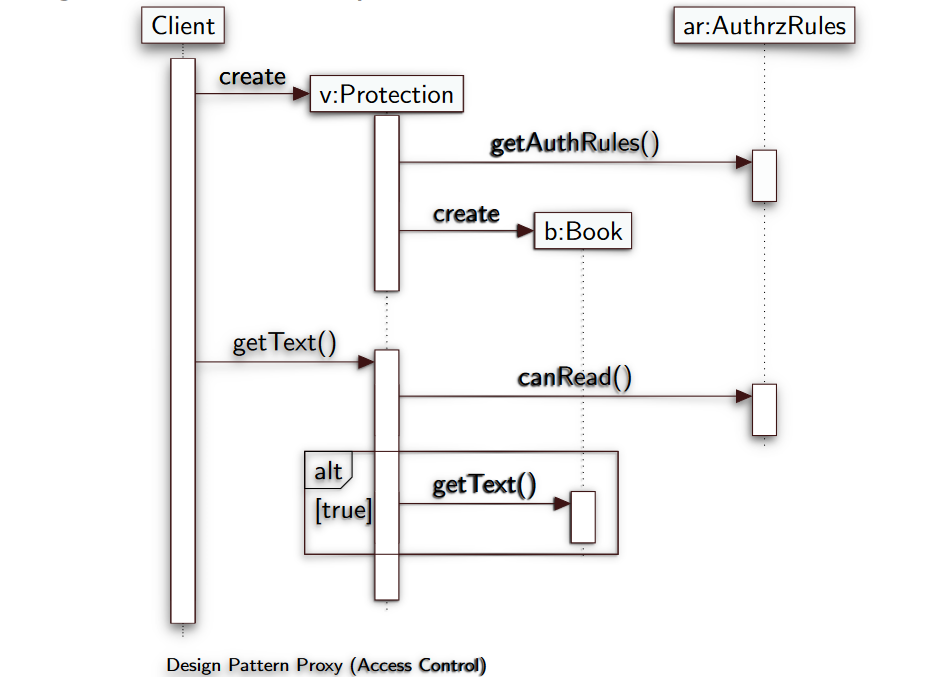 Client
ar:AuthrzRules
create
v:Protection
getAuthRules()
create
b:Book
getText()
canRead()
alt
getText()
[true]
Design Pattern Proxy (Access Control)